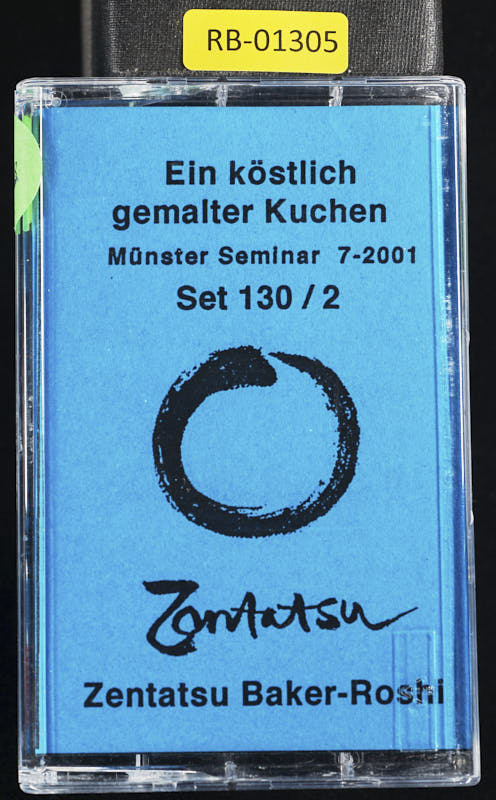 RB-01305
Ein köstlich
gemalter Kuchen
Münster Seminar 7-2001
Set 130 / 2
Zentatsu
Zentatsu Baker-Roshi